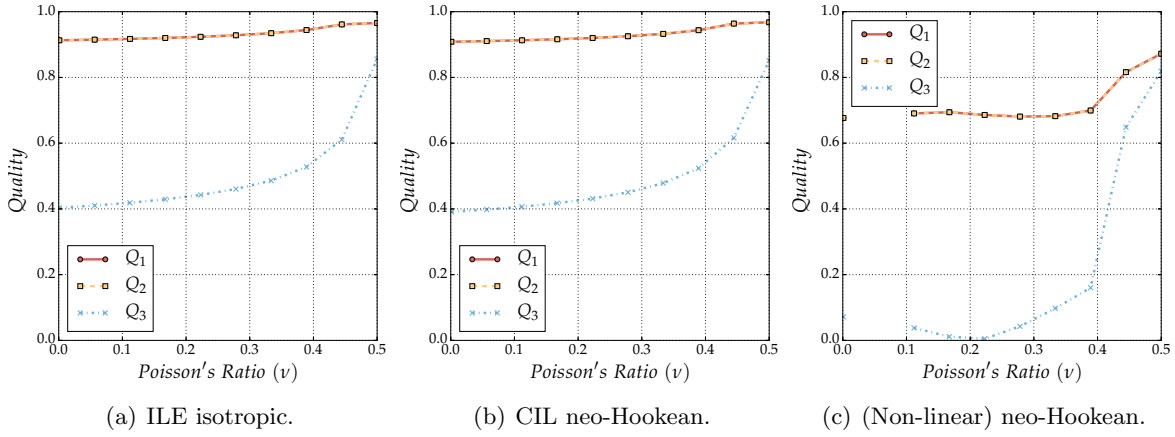 1.0
0.8
0.6
0.4
0.2
0.0
Quality
0.0 0.1 0.2 0.3 0.4 0.5
Poisson's Ratio (ν)
Q1
Q2
Q3
(a) ILE isotropic.
1.0
0.8
0.6
0.4
0.2
0.0
Quality
0.0 0.1 0.2 0.3 0.4 0.5
Poisson's Ratio (ν)
Q1
Q2
Q3
(b) CIL neo-Hookean.
1.0
0.8
0.6
0.4
0.2
0.0
Quality
0.0 0.1 0.2 0.3 0.4 0.5
Poisson's Ratio (ν)
Q1
Q2
Q3
(c) (Non-linear) neo-Hookean.